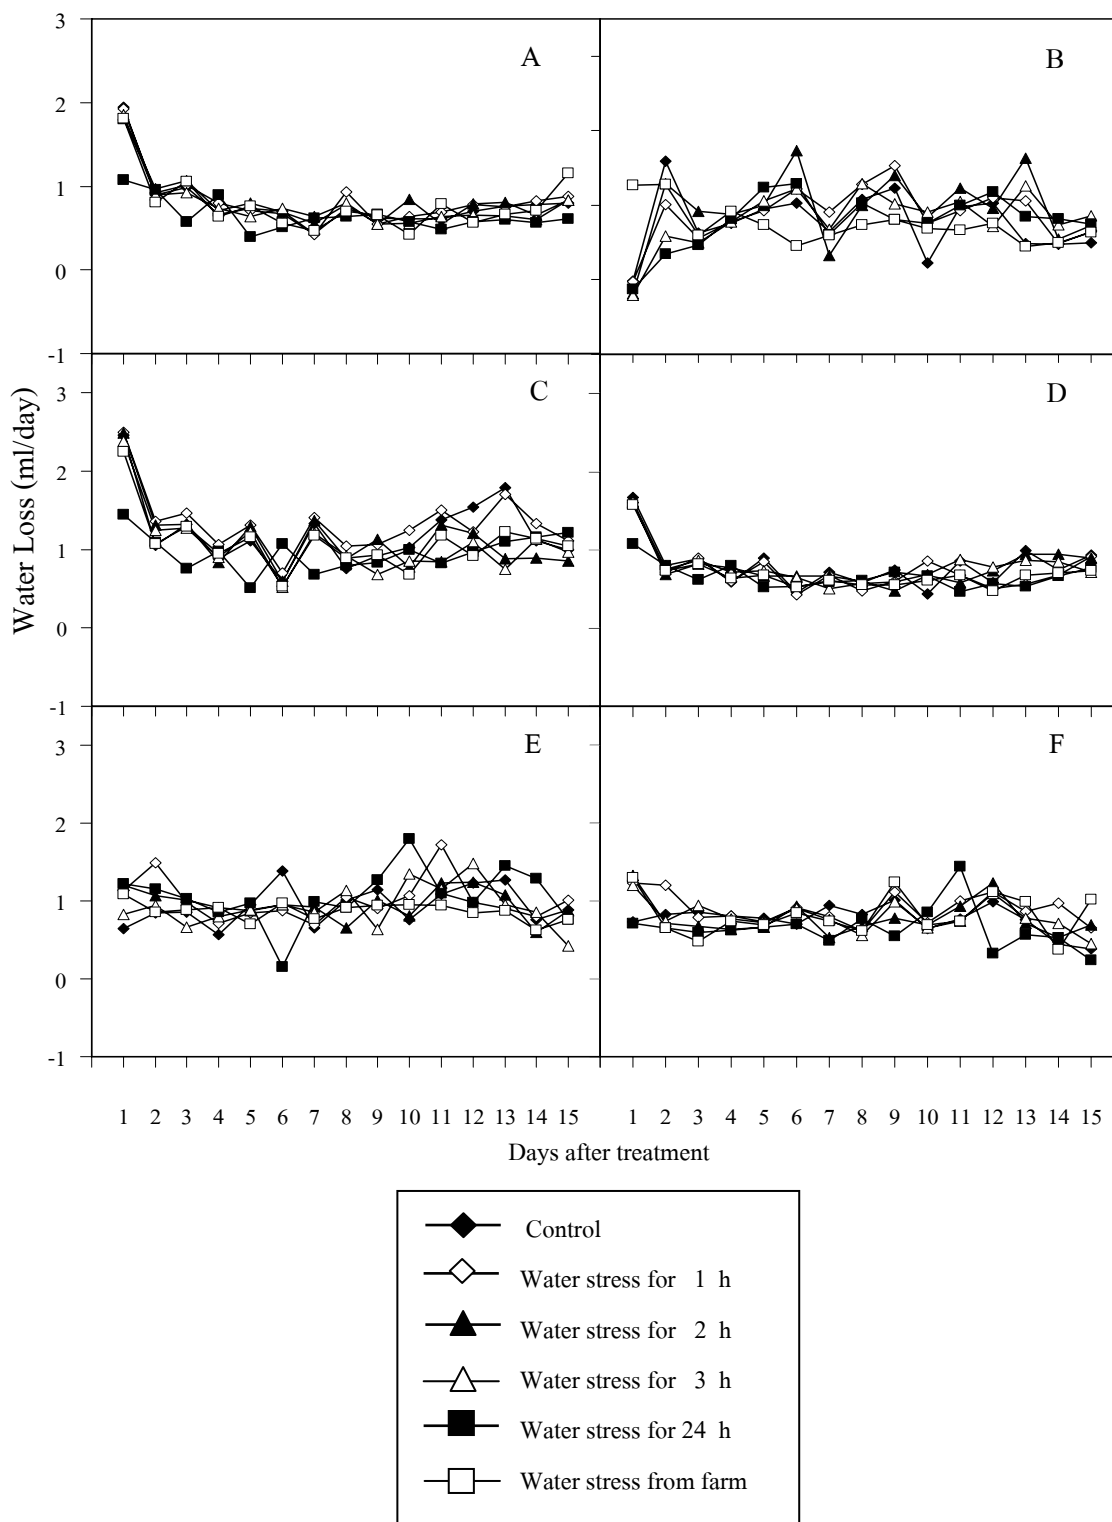 3
A
B
2
1
0
-1
3
C
D
2
1
0
-1
Water Loss (ml/day)
3
E
F
2
1
0
-1
1 2 3 4 5 6 7 8 9 10 11 12 13 14 15 1 2 3 4 5 6 7 8 9 10 11 12 13 14 15
Days after treatment
Control
Water stress for 1 h
Water stress for 2 h
Water stress for 3 h
Water stress for 24 h
Water stress from farm